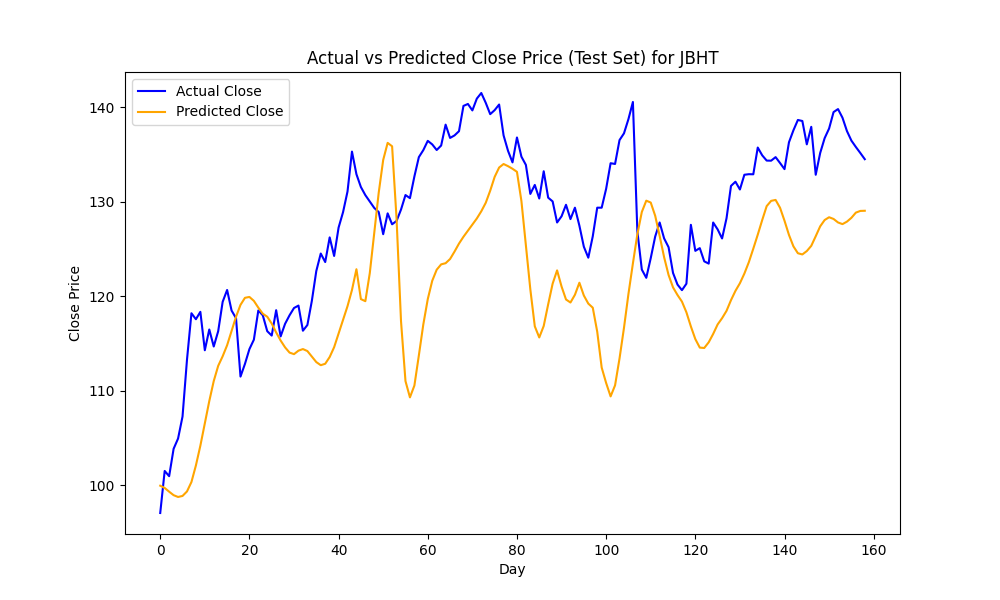 Actual vs Predicted Close Price (Test Set) for JBHT
Actual Close
Predicted Close
Close Price
140
130
120
110
100
0 20 40 60 80 100 120 140 160
Day